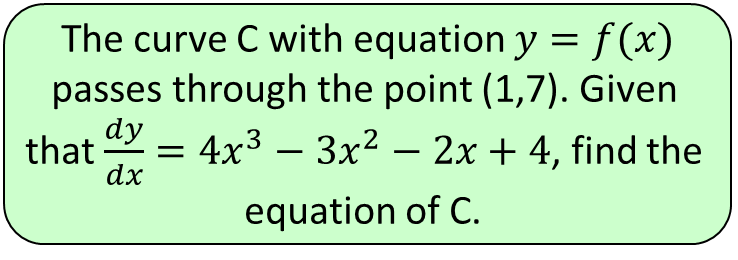 The curve C with equation y = f(x)
passes through the point (1,7). Given
that dy/dx = 4x³ − 3x² − 2x + 4, find the
equation of C.